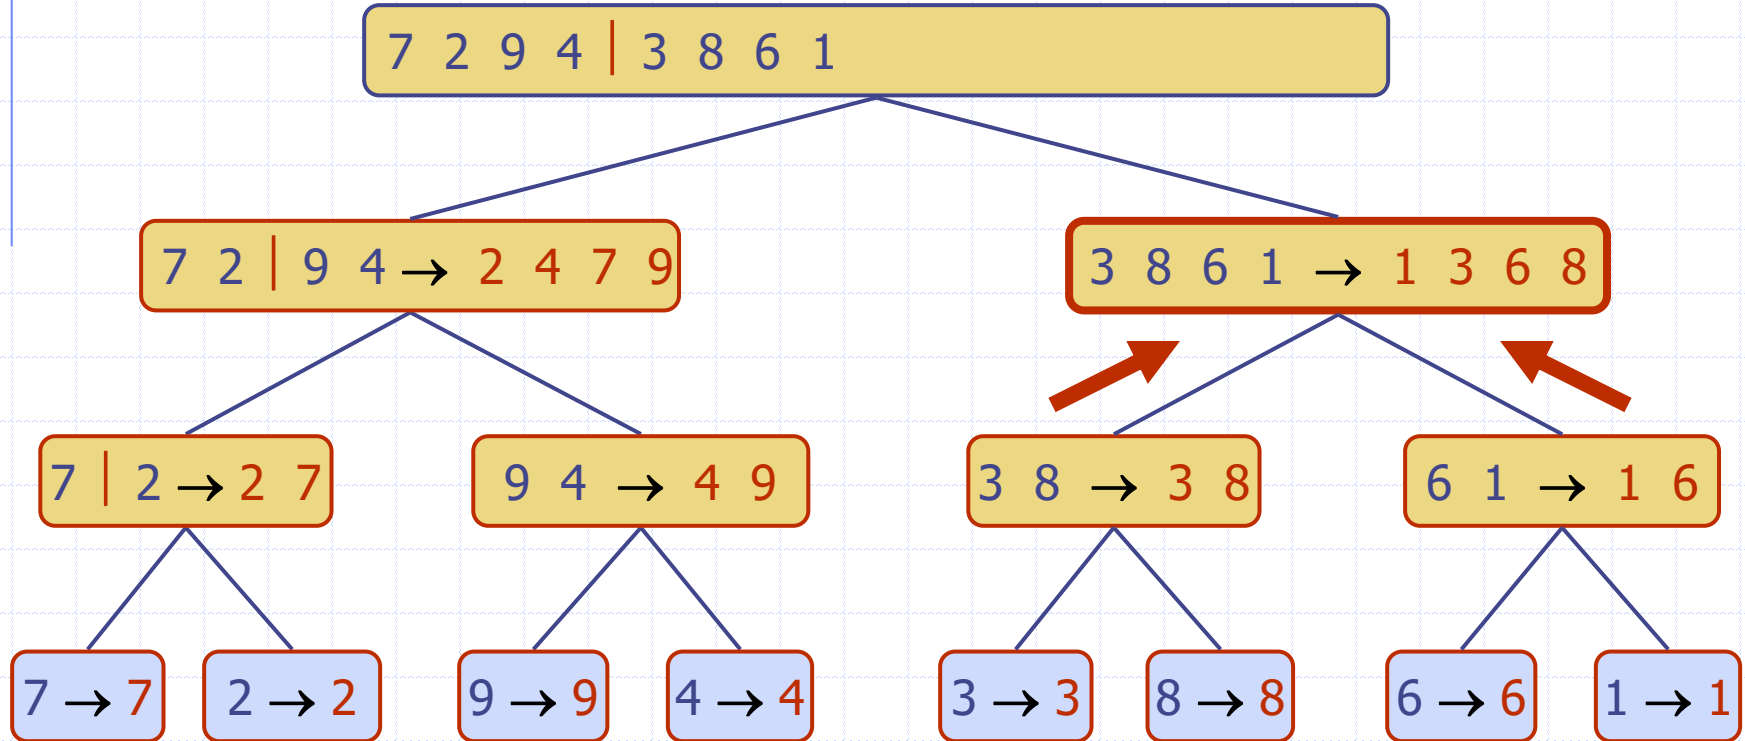 7 2 9 4 | 3 8 6 1
7 2 | 9 4 → 2 4 7 9
3 8 6 1 → 1 3 6 8
7 | 2 → 2 7
9 4 → 4 9
3 8 → 3 8
6 1 → 1 6
7 → 7
2 → 2
9 → 9
4 → 4
3 → 3
8 → 8
6 → 6
1 → 1